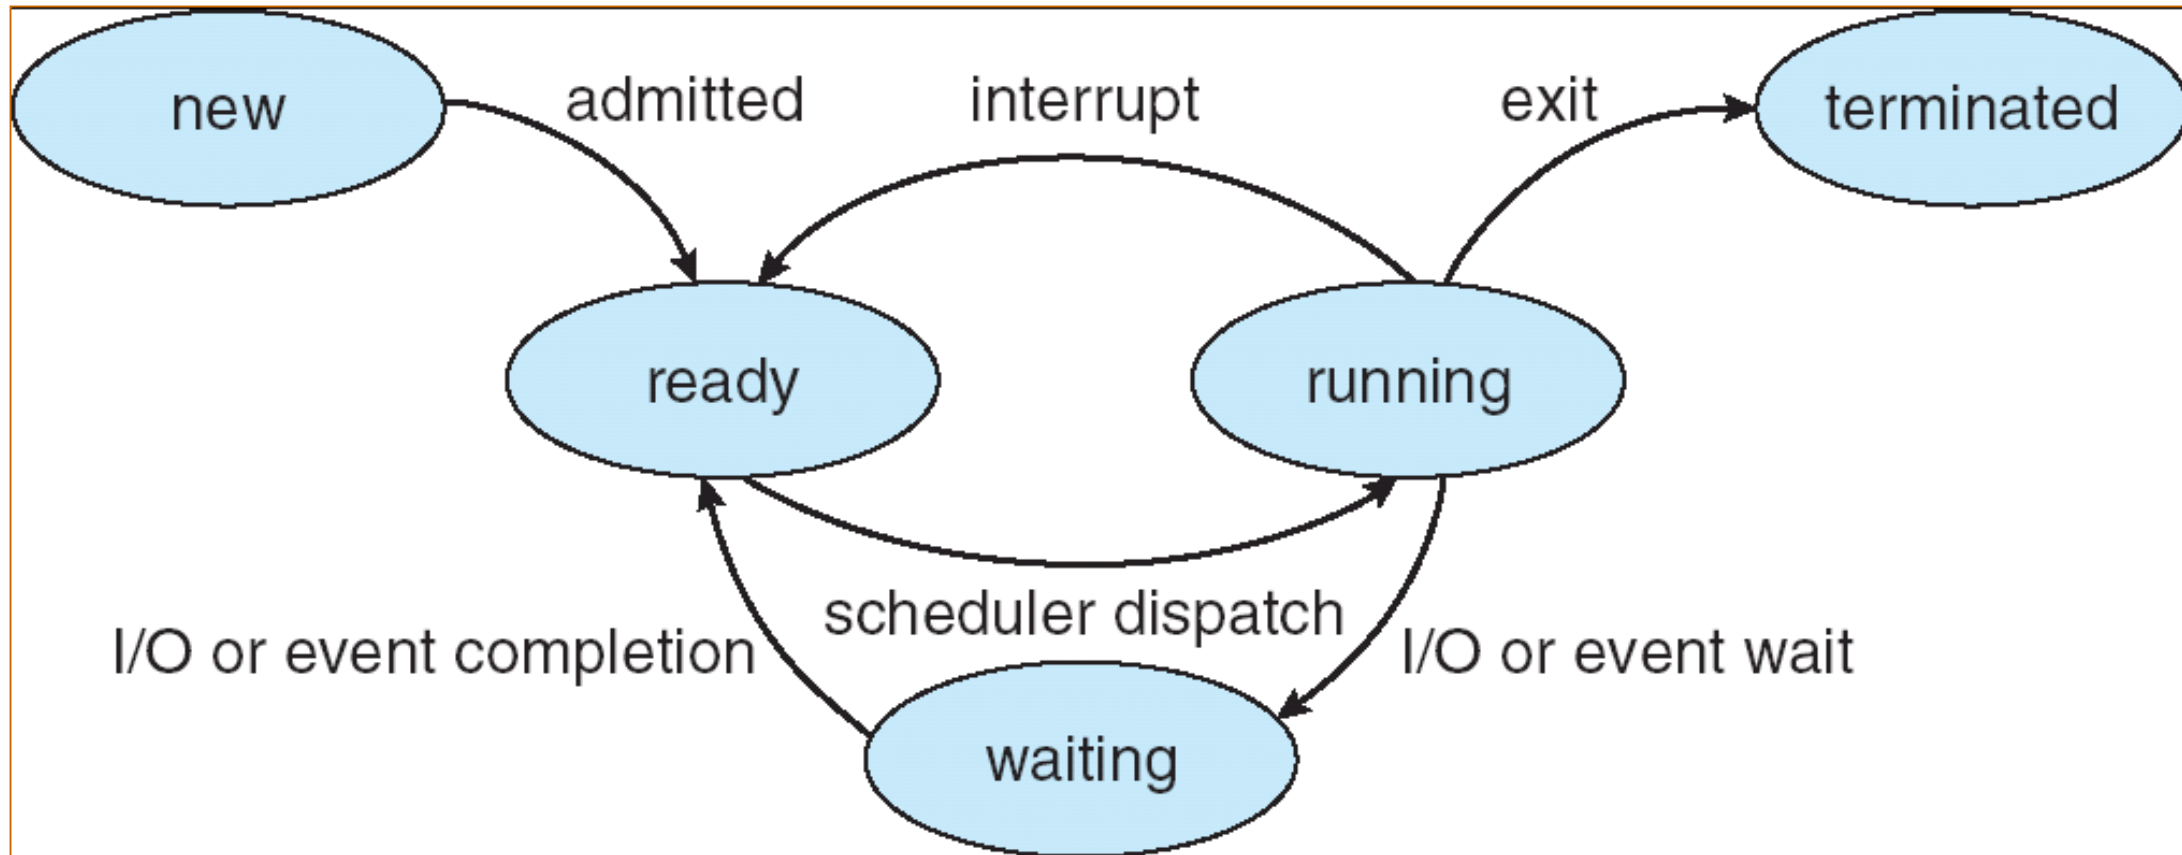 new
admitted
interrupt
exit
terminated
ready
running
scheduler dispatch
I/O or event completion
I/O or event wait
waiting